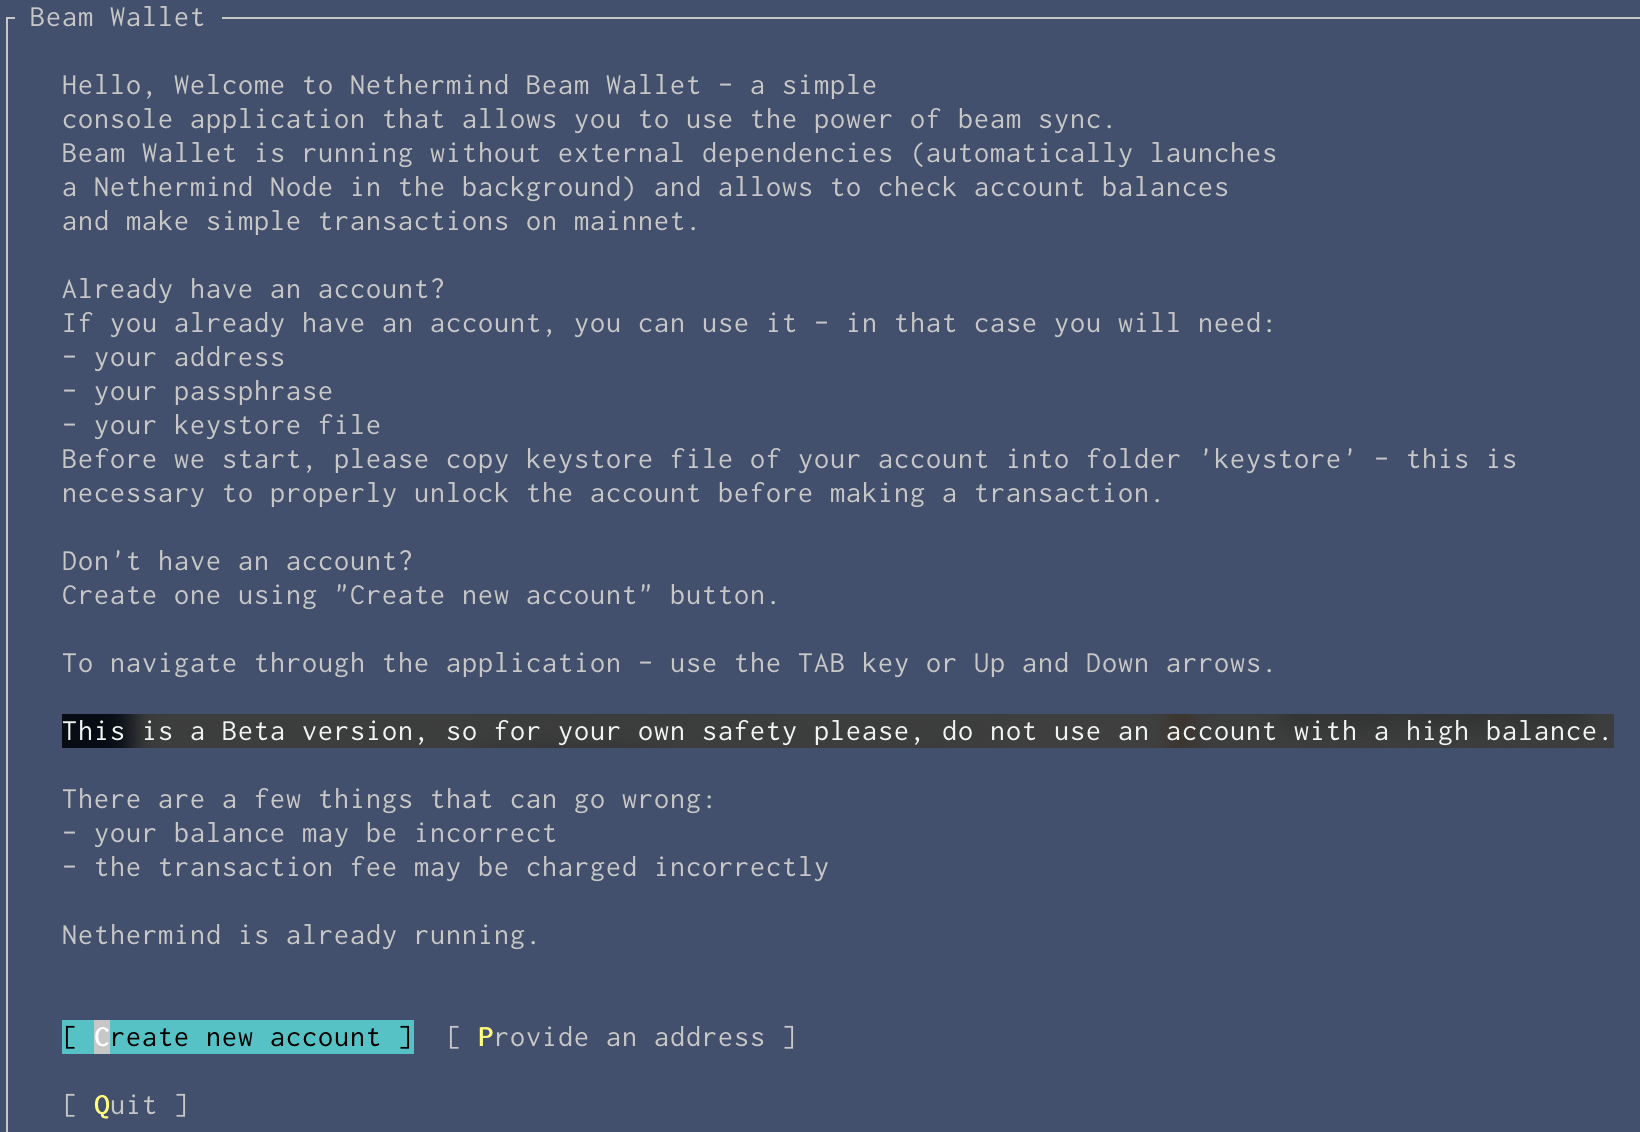 Beam Wallet
Hello, Welcome to Nethermind Beam Wallet - a simple
console application that allows you to use the power of beam sync.
Beam Wallet is running without external dependencies (automatically launches
a Nethermind Node in the background) and allows to check account balances
and make simple transactions on mainnet.
Already have an account?
If you already have an account, you can use it - in that case you will need:
- your address
- your passphrase
- your keystore file
Before we start, please copy keystore file of your account into folder 'keystore' - this is
necessary to properly unlock the account before making a transaction.
Don't have an account?
Create one using "Create new account" button.
To navigate through the application - use the TAB key or Up and Down arrows.
This is a Beta version, so for your own safety please, do not use an account with a high balance.
There are a few things that can go wrong:
- your balance may be incorrect
- the transaction fee may be charged incorrectly
Nethermind is already running.
[ Create new account ] [ Provide an address ]
[ Quit ]